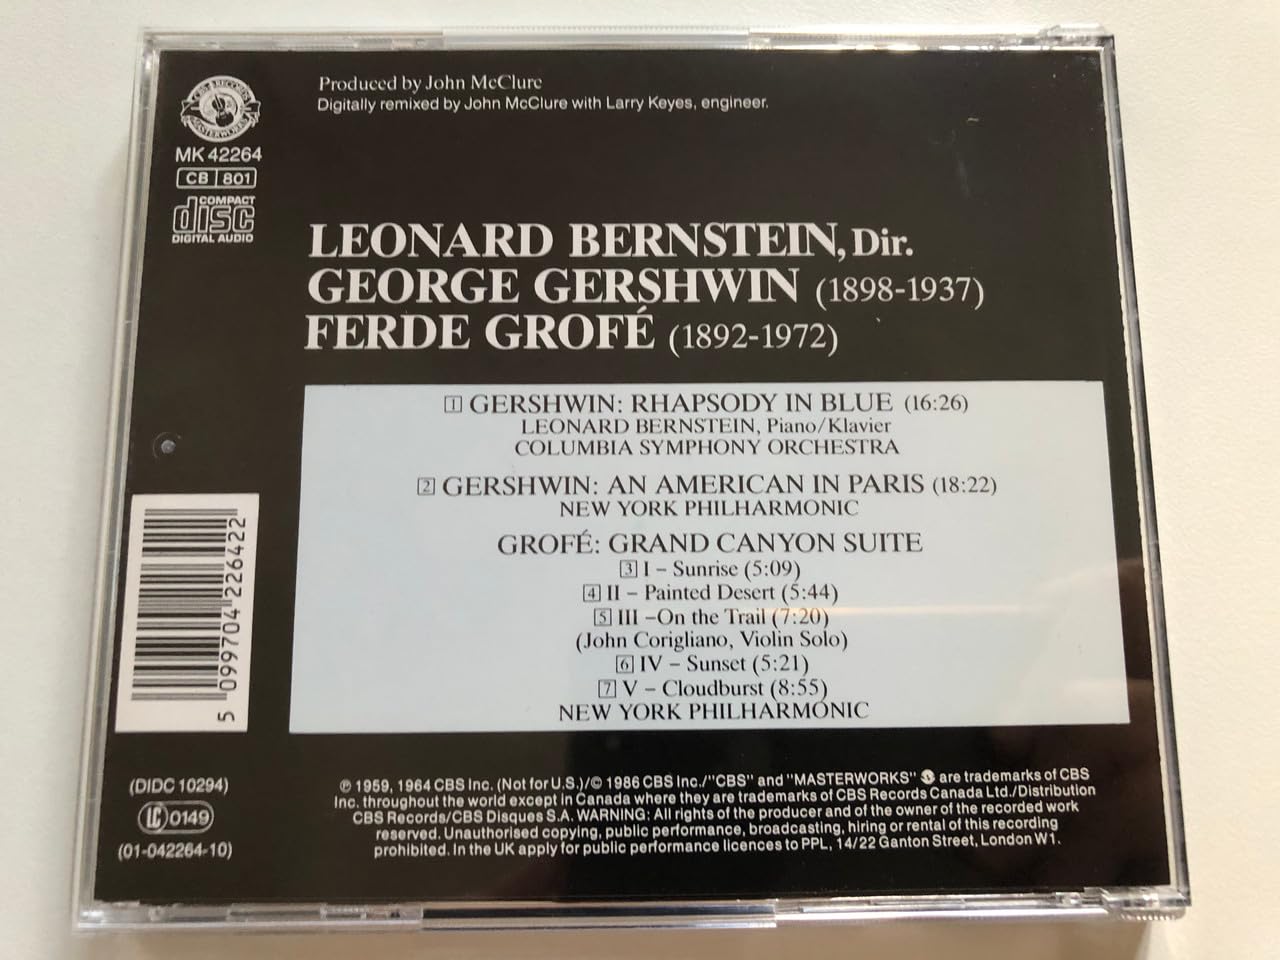 Produced by John McClure
Digitally remixed by John McClure with Larry Keyes, engineer.
CBS RECORDS
MASTERWORKS
MK 42264
CB 801
COMPACT
disc
DIGITAL AUDIO
LEONARD BERNSTEIN, Dir.
GEORGE GERSHWIN (1898-1937)
FERDE GROFÉ (1892-1972)
1 GERSHWIN: RHAPSODY IN BLUE (16:26)
LEONARD BERNSTEIN, Piano/Klavier
COLUMBIA SYMPHONY ORCHESTRA
2 GERSHWIN: AN AMERICAN IN PARIS (18:22)
NEW YORK PHILHARMONIC
GROFÉ: GRAND CANYON SUITE
3 I – Sunrise (5:09)
4 II – Painted Desert (5:44)
5 III –On the Trail (7:20)
(John Corigliano, Violin Solo)
6 IV – Sunset (5:21)
7 V – Cloudburst (8:55)
NEW YORK PHILHARMONIC
5 099704 226422
(DIDC 10294)
LC 0149
(01-042264-10)
℗ 1959, 1964 CBS Inc. (Not for U.S.)/© 1986 CBS Inc./"CBS" and "MASTERWORKS" are trademarks of CBS
Inc. throughout the world except in Canada where they are trademarks of CBS Records Canada Ltd./Distribution
CBS Records/CBS Disques S.A. WARNING: All rights of the producer and of the owner of the recorded work
reserved. Unauthorised copying, public performance, broadcasting, hiring or rental of this recording
prohibited. In the UK apply for public performance licences to PPL, 14/22 Ganton Street, London W1.